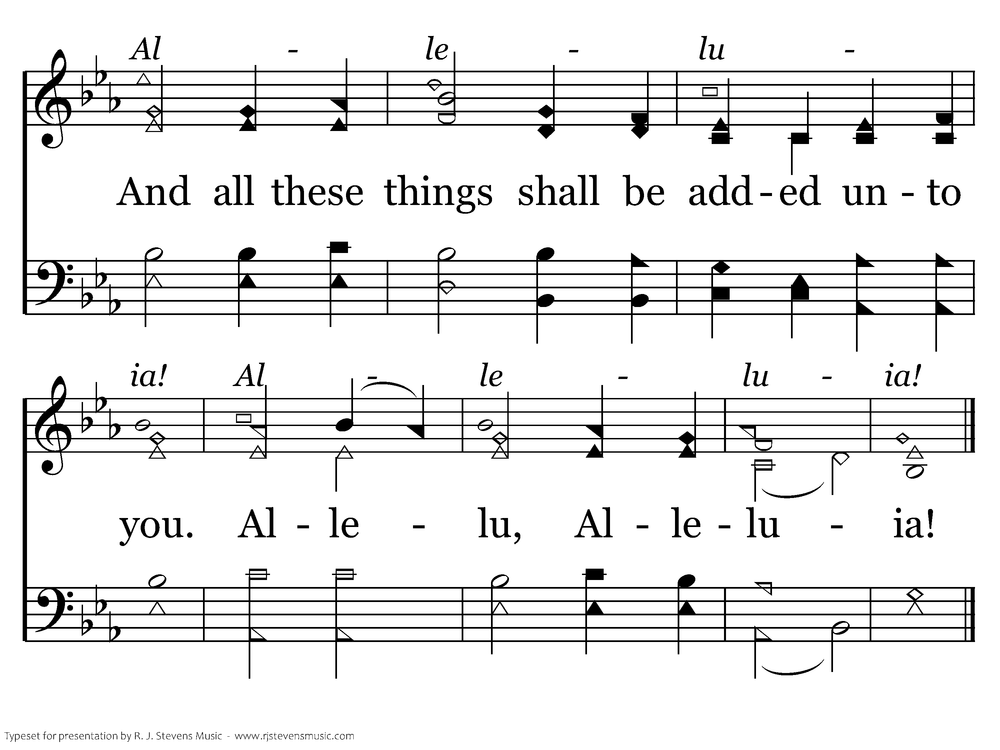 Al - le - lu -
And all these things shall be add - ed un - to
ia! Al - le - lu - ia!
you. Al - le - lu, Al - le - lu - ia!
Typeset for presentation by R. J. Stevens Music - www.rjstevensmusic.com